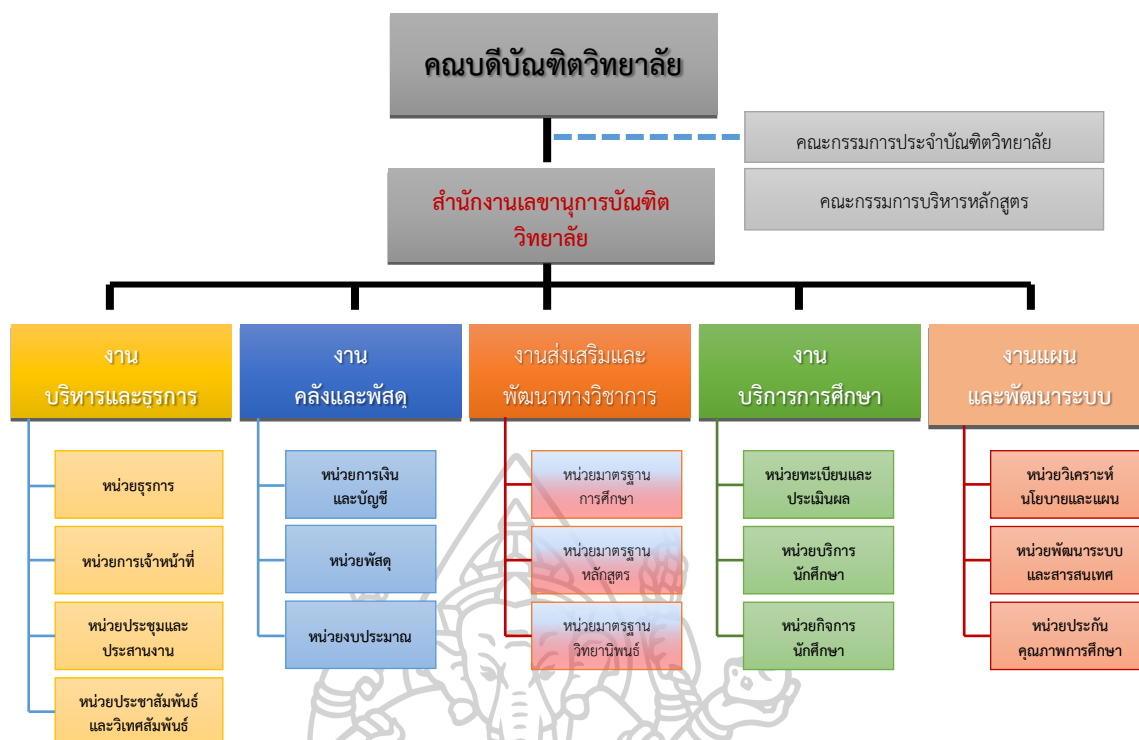 คณบดีบัณฑิตวิทยาลัย
คณะกรรมการประจำบัณฑิตวิทยาลัย
คณะกรรมการบริหารหลักสูตร
สำนักงานเลขานุการบัณฑิต
วิทยาลัย
งาน
บริหารและธุรการ
งาน
คลังและพัสดุ
งานส่งเสริมและ
พัฒนาทางวิชาการ
งาน
บริการการศึกษา
งานแผน
และพัฒนาระบบ
หน่วยธุรการ
หน่วยการเจ้าหน้าที่
หน่วยประชุมและ
ประสานงาน
หน่วยประชาสัมพันธ์
และวิเทศสัมพันธ์
หน่วยการเงิน
และบัญชี
หน่วยพัสดุ
หน่วยงบประมาณ
หน่วยมาตรฐาน
การศึกษา
หน่วยมาตรฐาน
หลักสูตร
หน่วยมาตรฐาน
วิทยานิพนธ์
หน่วยทะเบียนและ
ประเมินผล
หน่วยบริการ
นักศึกษา
หน่วยกิจการ
นักศึกษา
หน่วยวิเคราะห์
นโยบายและแผน
หน่วยพัฒนาระบบ
และสารสนเทศ
หน่วยประกัน
คุณภาพการศึกษา